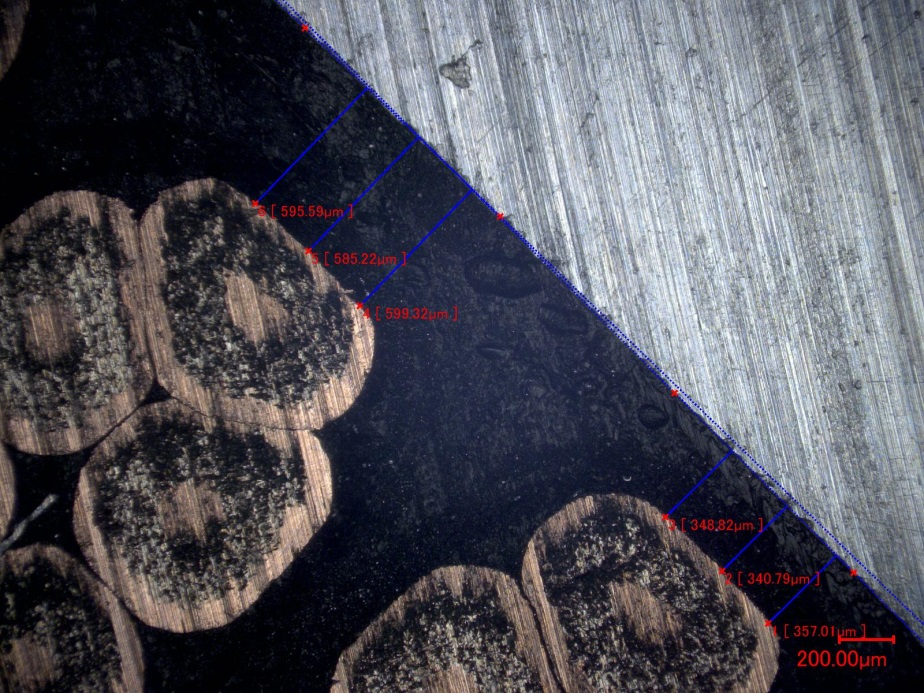 6 [ 595.59µm ]
5 [ 585.22µm ]
4 [ 599.32µm ]
3 [ 348.82µm ]
2 [ 340.79µm ]
1 [ 357.01µm ]
200.00µm